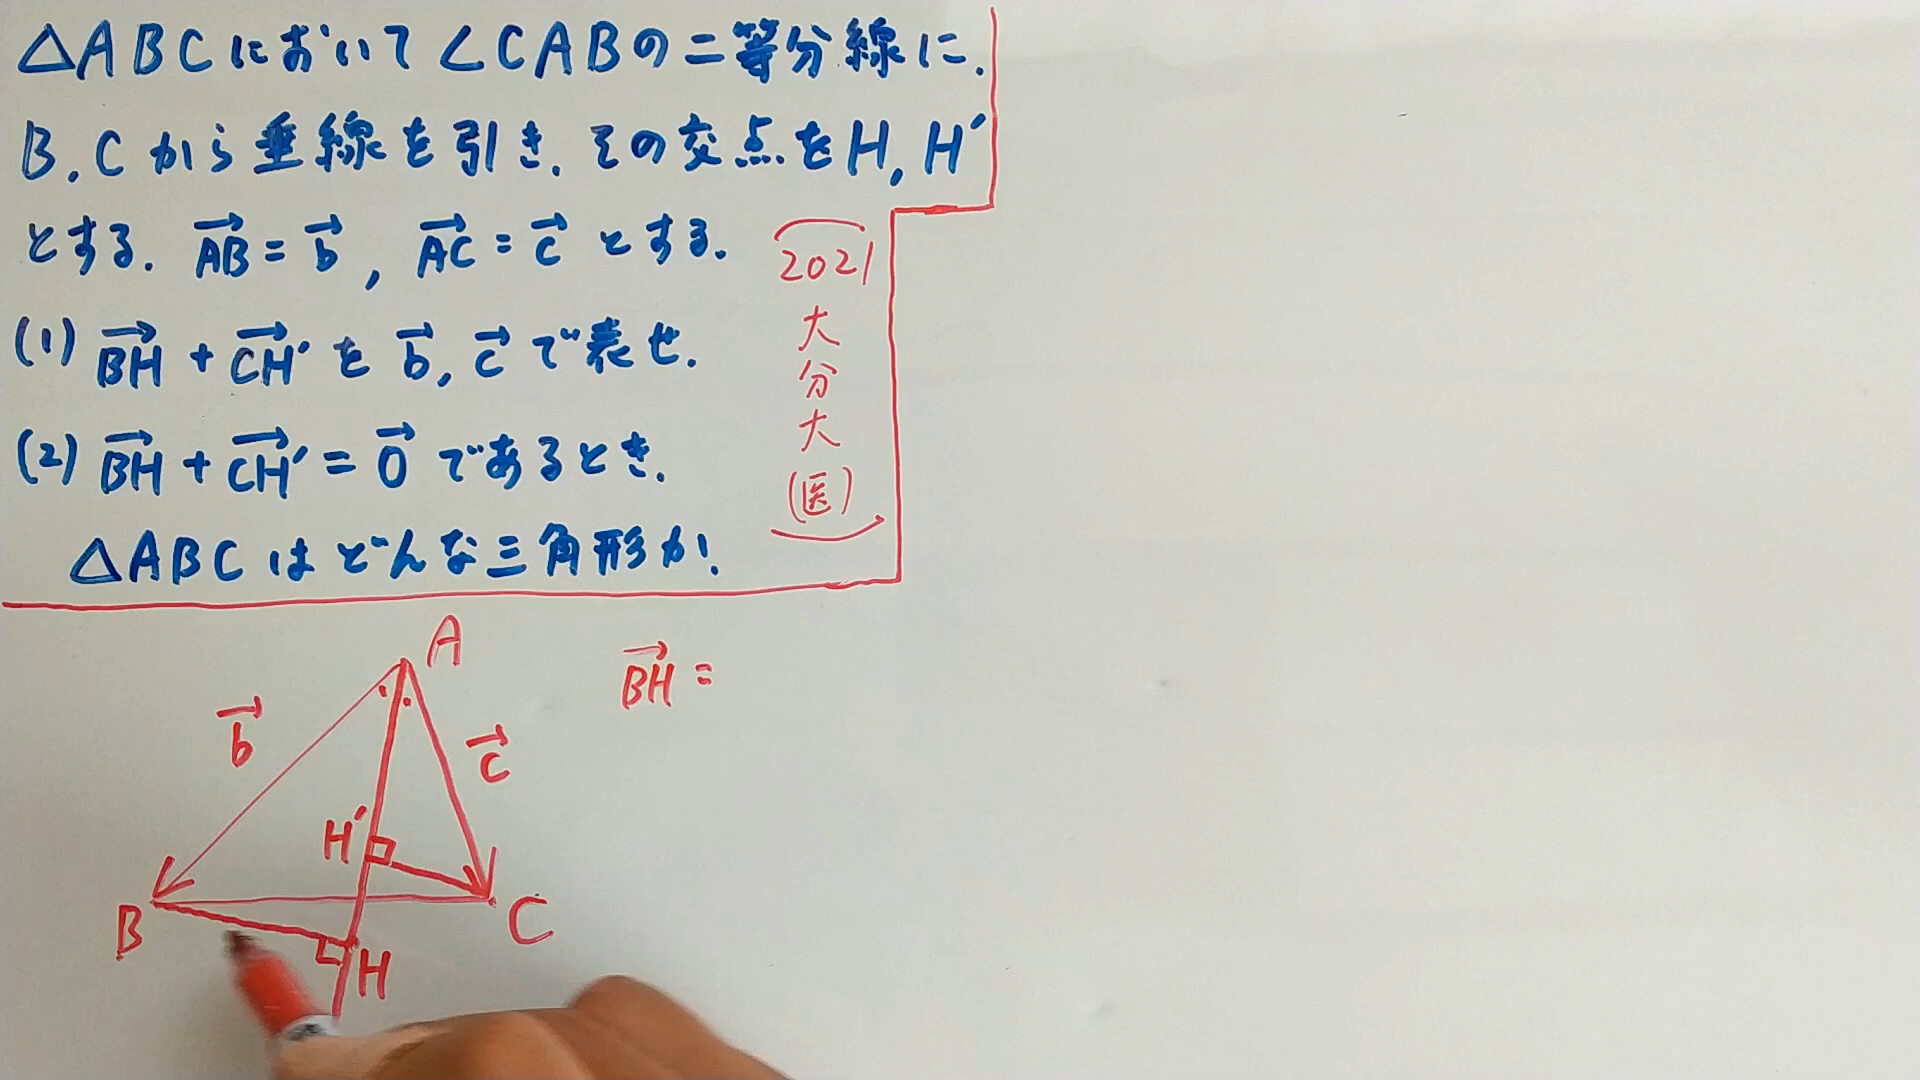 △ABCにおいて∠CABの二等分線に.
B.Cから垂線を引き.その交点をH,H′
とする. AB→=b→, AC→=c→とする.
(1) BH→+CH′→をb→,c→で表せ.
(2) BH→+CH′→=0→であるとき.
△ABCはどんな三角形か!
2021
大
分
大
(医)
A
BH→=
b→
c→
H′
B
C
H